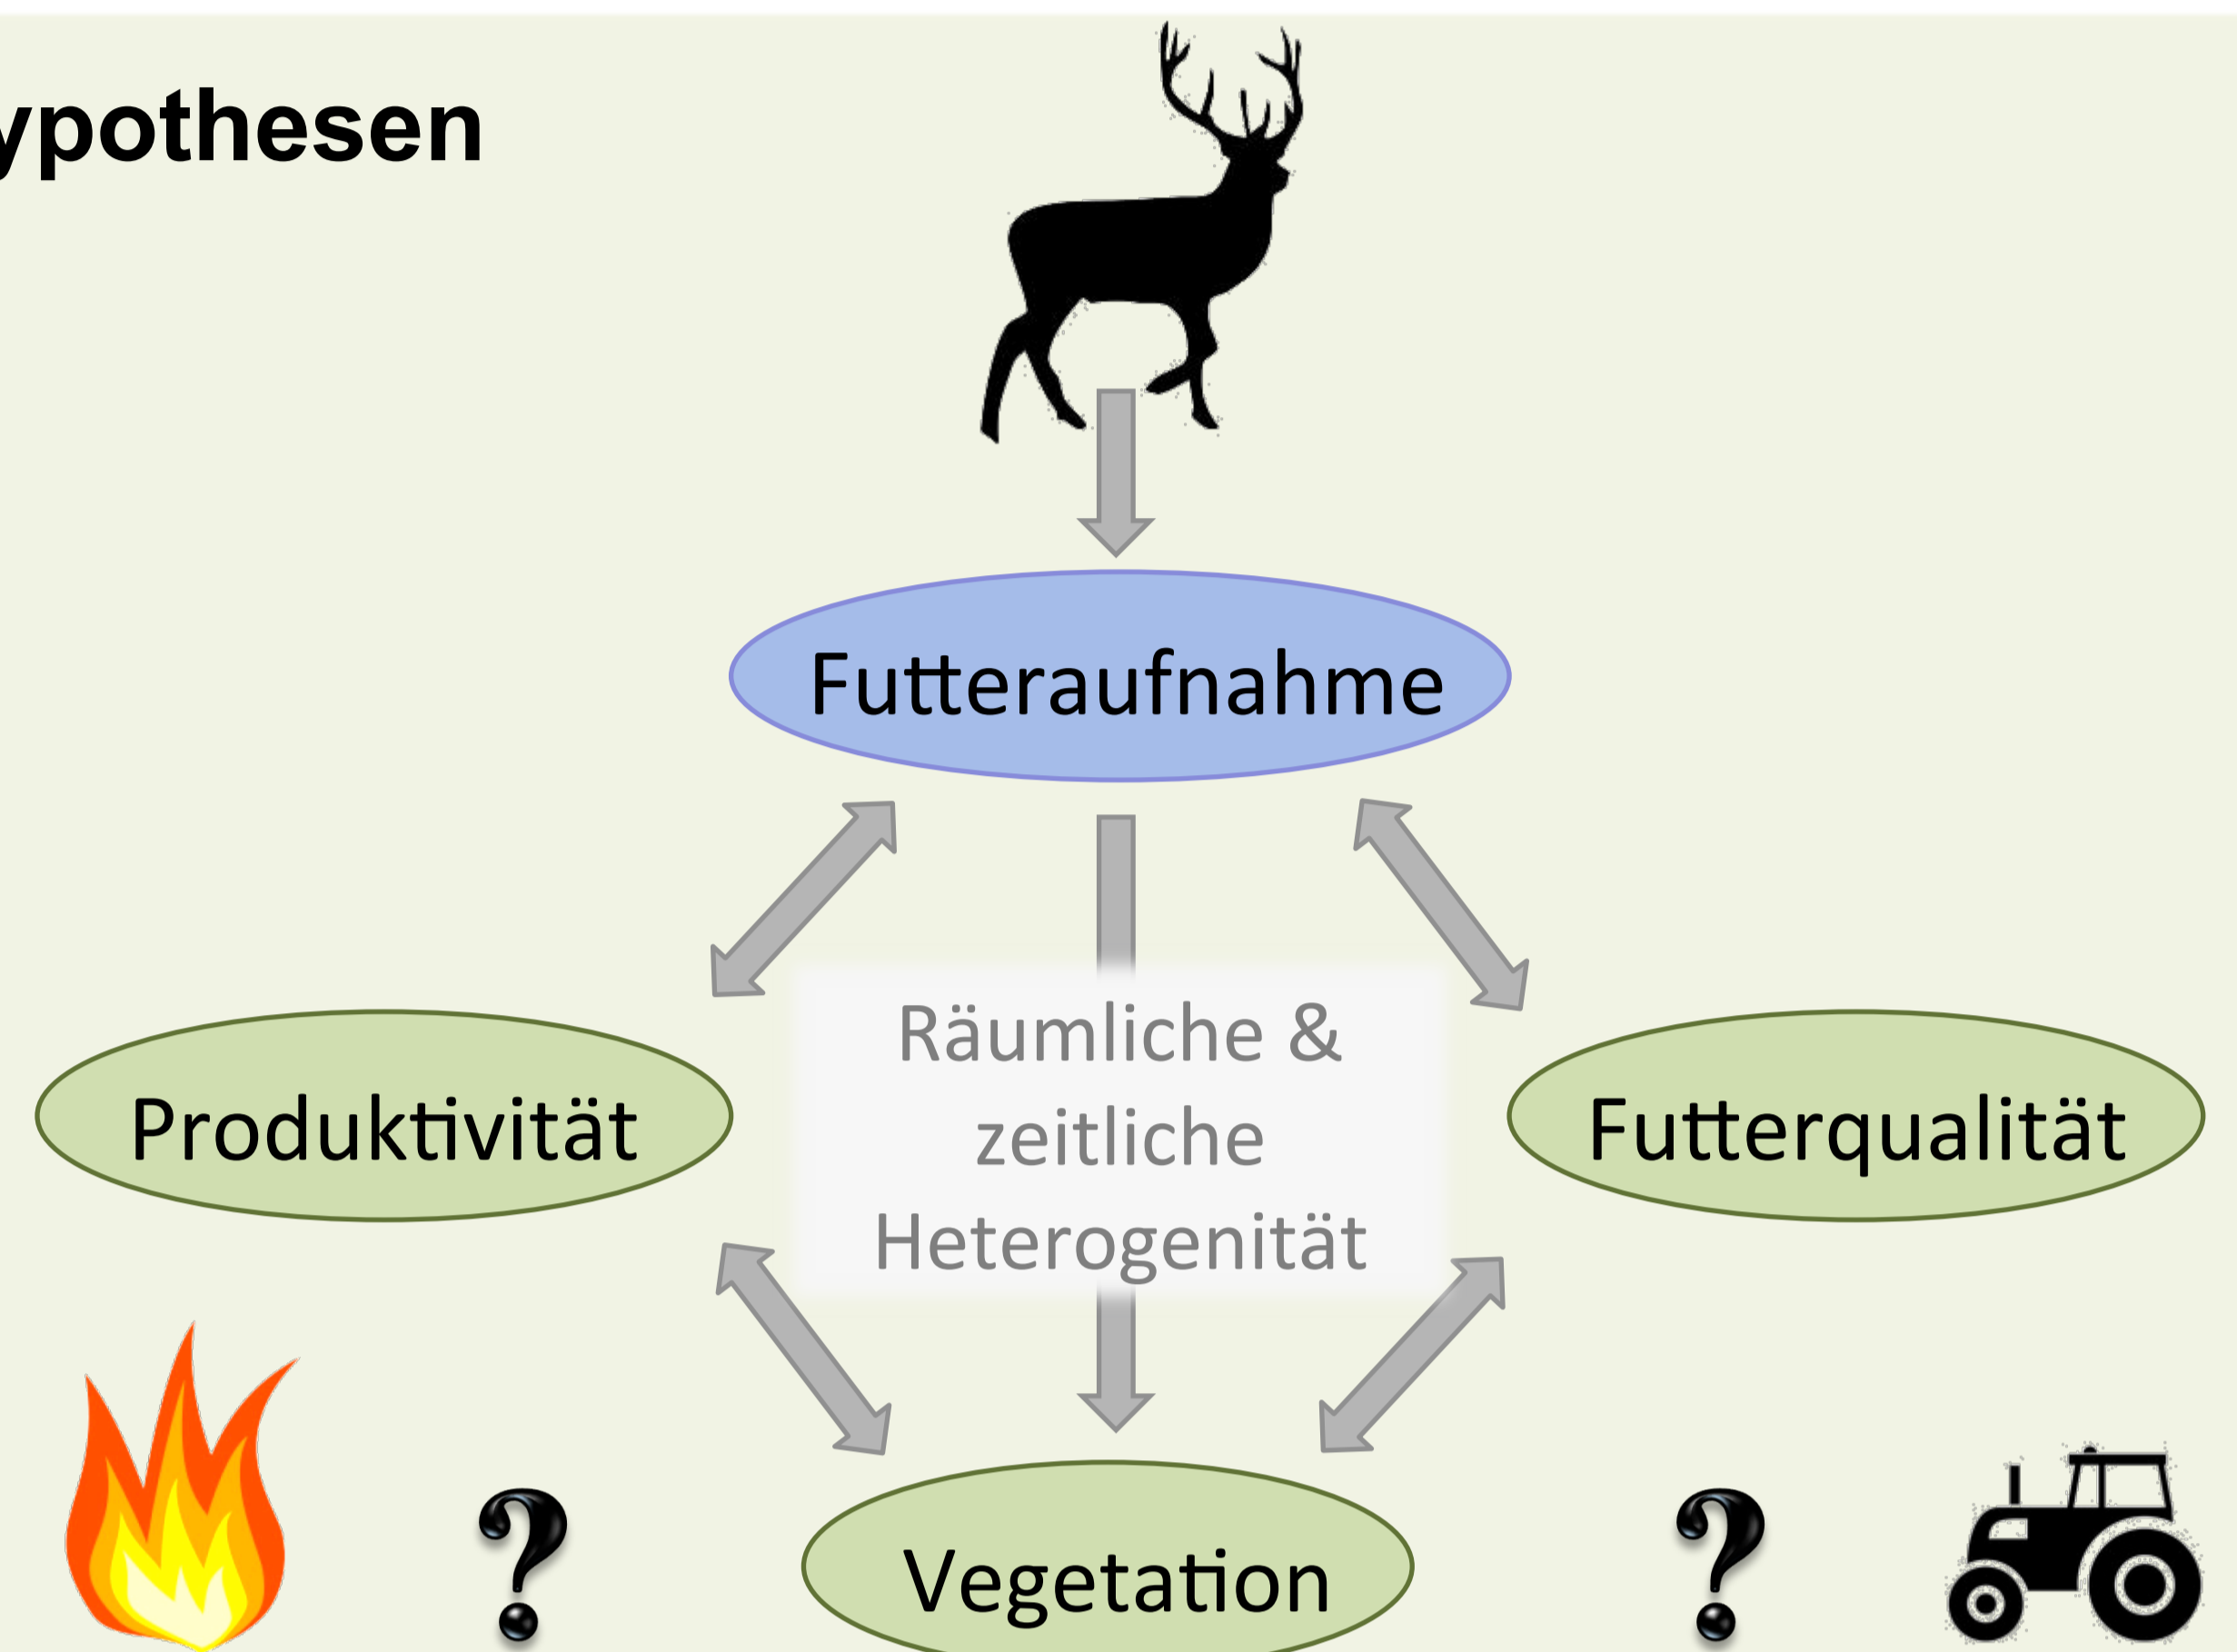 ypothesen
Futteraufnahme
Räumliche &
zeitliche
Heterogenität
Produktivität
Futterqualität
?
?
Vegetation